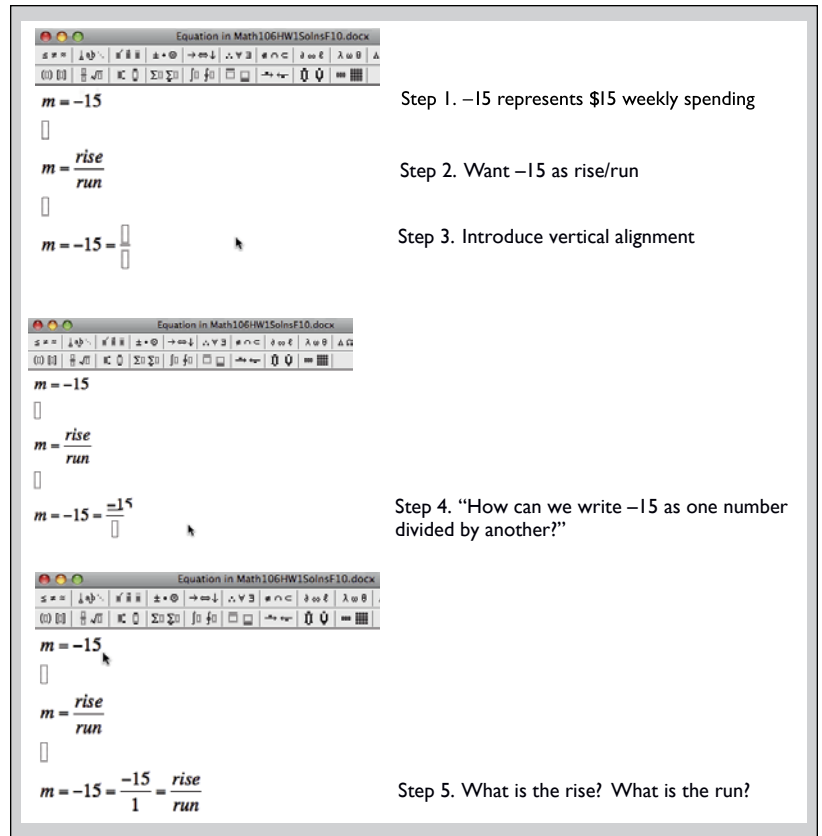 Equation in Math106HW1SolnsF10.docx
m = −15
Step 1. –15 represents $15 weekly spending
m = rise/run
Step 2. Want –15 as rise/run
m = −15 =
Step 3. Introduce vertical alignment
Equation in Math106HW1SolnsF10.docx
m = −15
m = rise/run
m = −15 = −15/
Step 4. “How can we write –15 as one number
divided by another?”
Equation in Math106HW1SolnsF10.docx
m = −15
m = rise/run
m = −15 = −15/1 = rise/run
Step 5. What is the rise? What is the run?